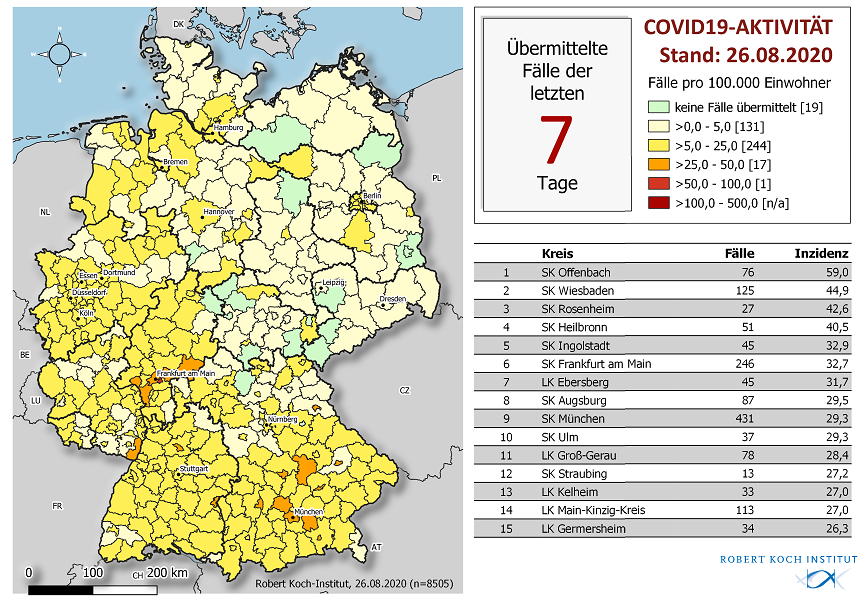 DK
PL
NL
BE
LU
CZ
FR
AT
CH
Hamburg
Bremen
Berlin
Hannover
Essen
Dortmund
Düsseldorf
Köln
Leipzig
Dresden
Frankfurt am Main
Nürnberg
Stuttgart
München
0 100 200 km
Robert Koch-Institut, 26.08.2020 (n=8505)
Übermittelte
Fälle der
letzten
7
Tage
COVID19-AKTIVITÄT
Stand: 26.08.2020
Fälle pro 100.000 Einwohner
keine Fälle übermittelt [19]
>0,0 - 5,0 [131]
>5,0 - 25,0 [244]
>25,0 - 50,0 [17]
>50,0 - 100,0 [1]
>100,0 - 500,0 [n/a]
Kreis Fälle Inzidenz
1 SK Offenbach 76 59,0
2 SK Wiesbaden 125 44,9
3 SK Rosenheim 27 42,6
4 SK Heilbronn 51 40,5
5 SK Ingolstadt 45 32,9
6 SK Frankfurt am Main 246 32,7
7 LK Ebersberg 45 31,7
8 SK Augsburg 87 29,5
9 SK München 431 29,3
10 SK Ulm 37 29,3
11 LK Groß-Gerau 78 28,4
12 SK Straubing 13 27,2
13 LK Kelheim 33 27,0
14 LK Main-Kinzig-Kreis 113 27,0
15 LK Germersheim 34 26,3
ROBERT KOCH INSTITUT